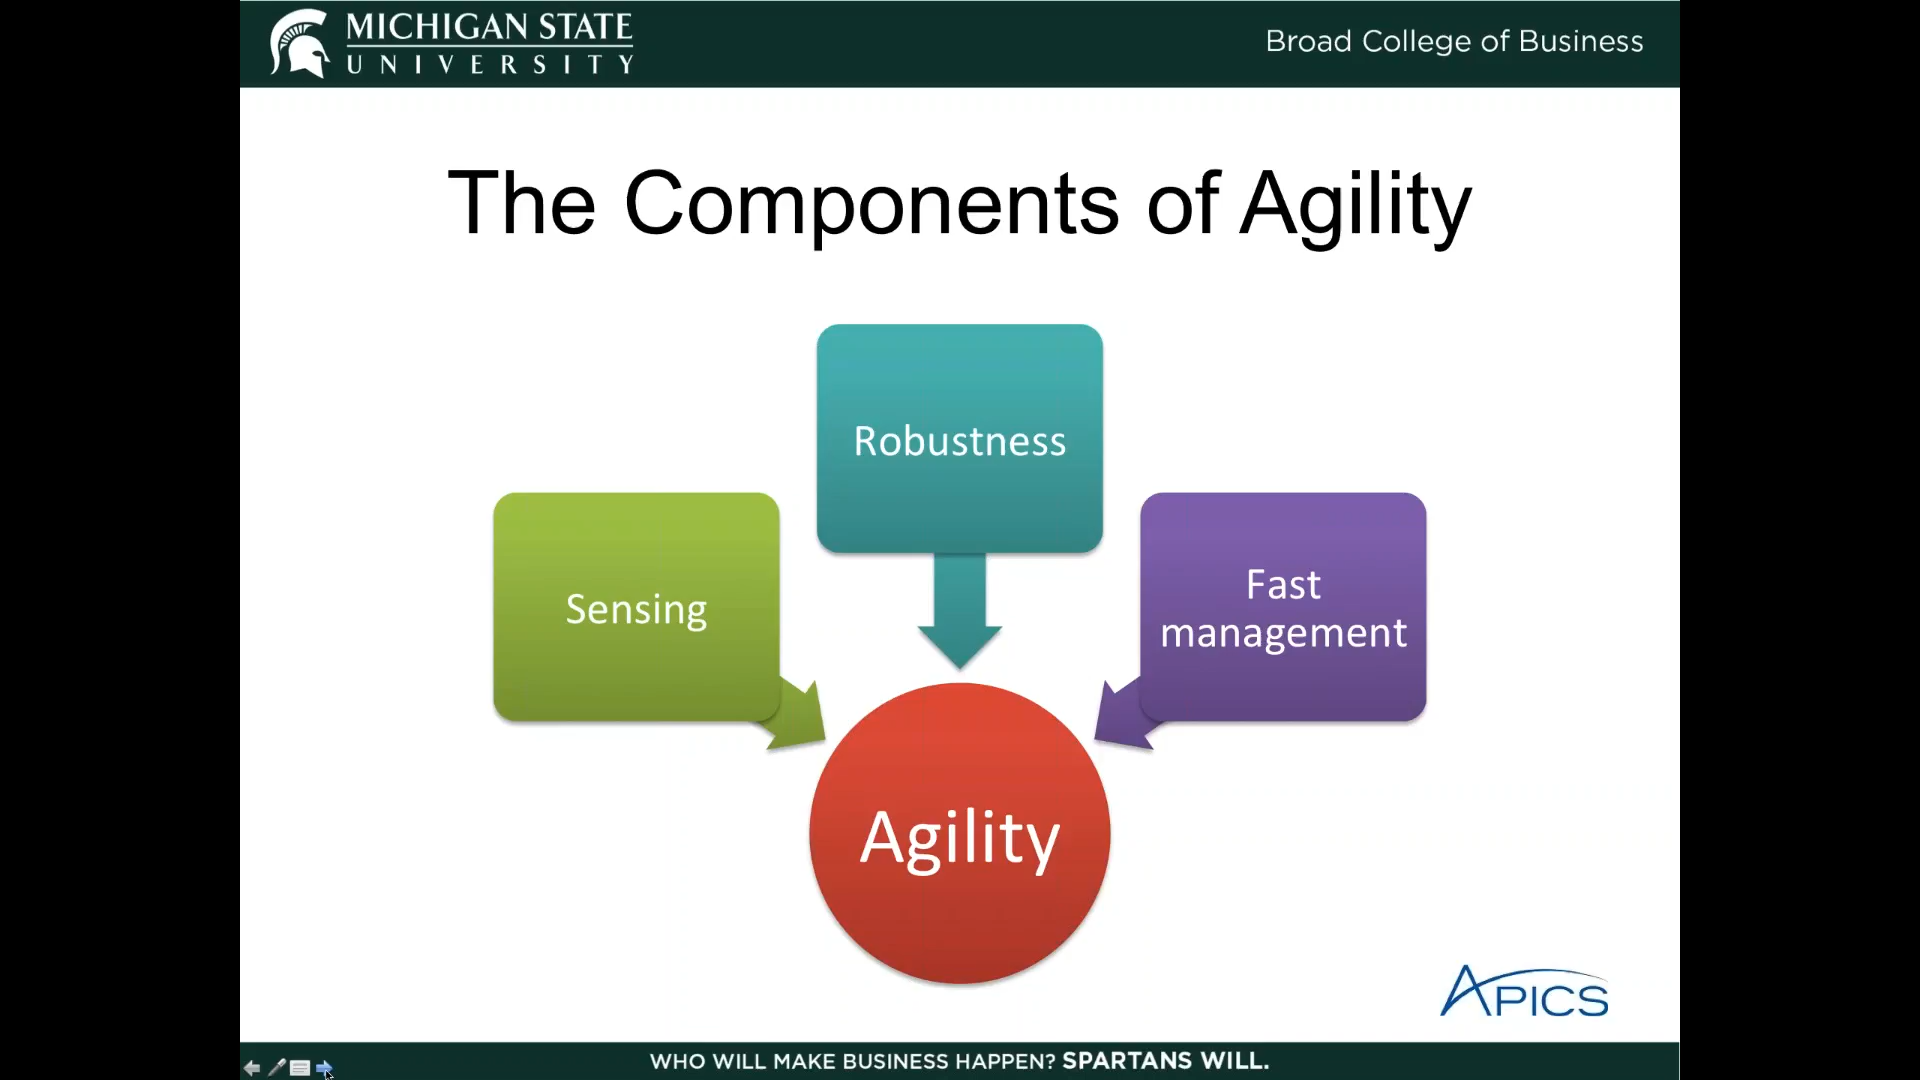 MICHIGAN STATE
UNIVERSITY
Broad College of Business
The Components of Agility
Robustness
Sensing
Fast
management
Agility
APICS
WHO WILL MAKE BUSINESS HAPPEN? SPARTANS WILL.